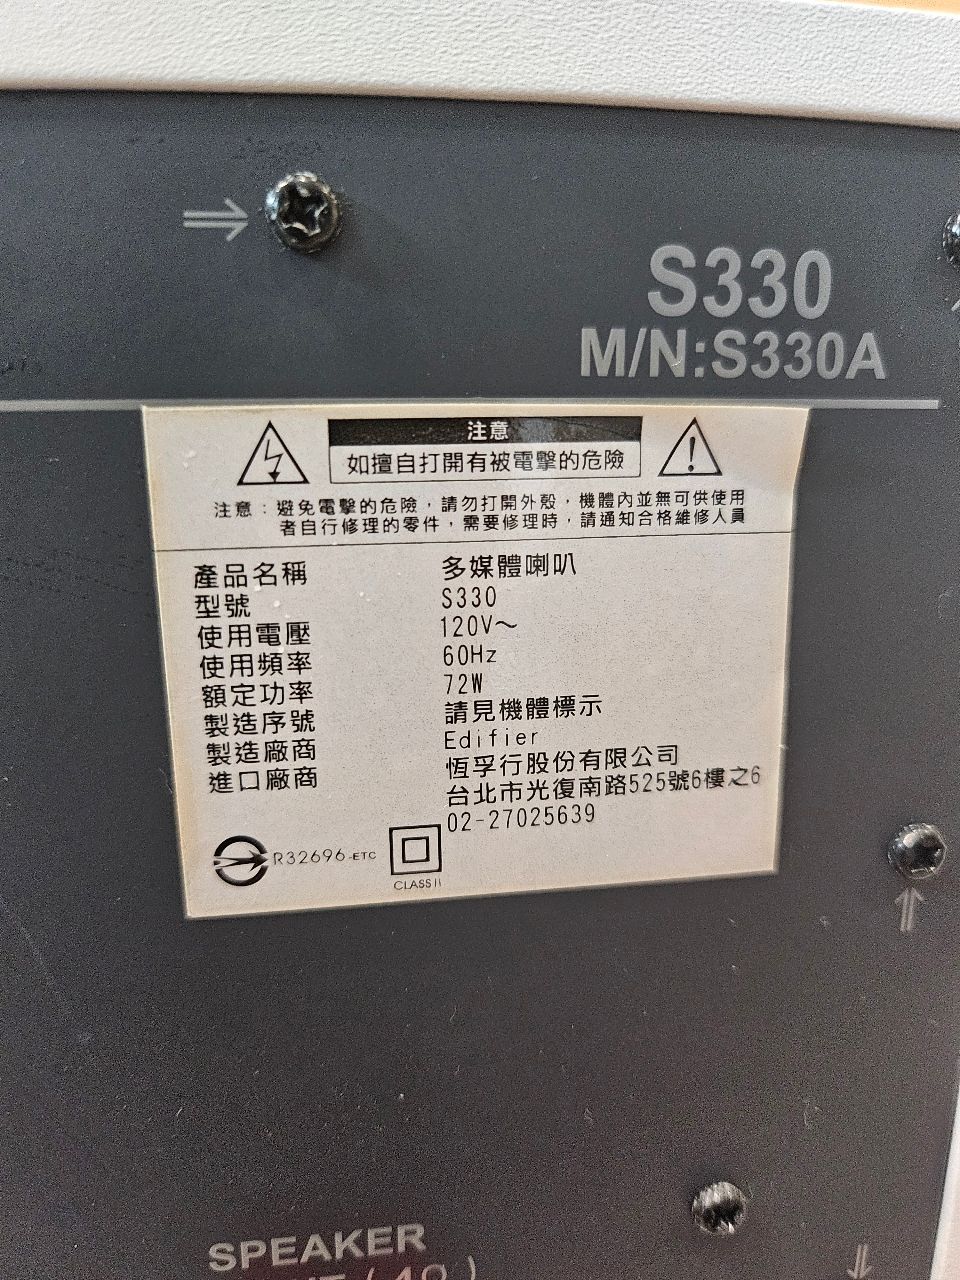 S330
M/N:S330A
注意
如擅自打開有被電擊的危險
注意：避免電擊的危險，請勿打開外殼，機體內並無可供使用
者自行修理的零件，需要修理時，請通知合格維修人員
產品名稱 多媒體喇叭
型號 S330
使用電壓 120V～
使用頻率 60Hz
額定功率 72W
製造序號 請見機體標示
製造廠商 Edifier
進口廠商 恆孚行股份有限公司
台北市光復南路525號6樓之6
02-27025639
R32696-ETC
CLASS II
SPEAKER
(4Ω)